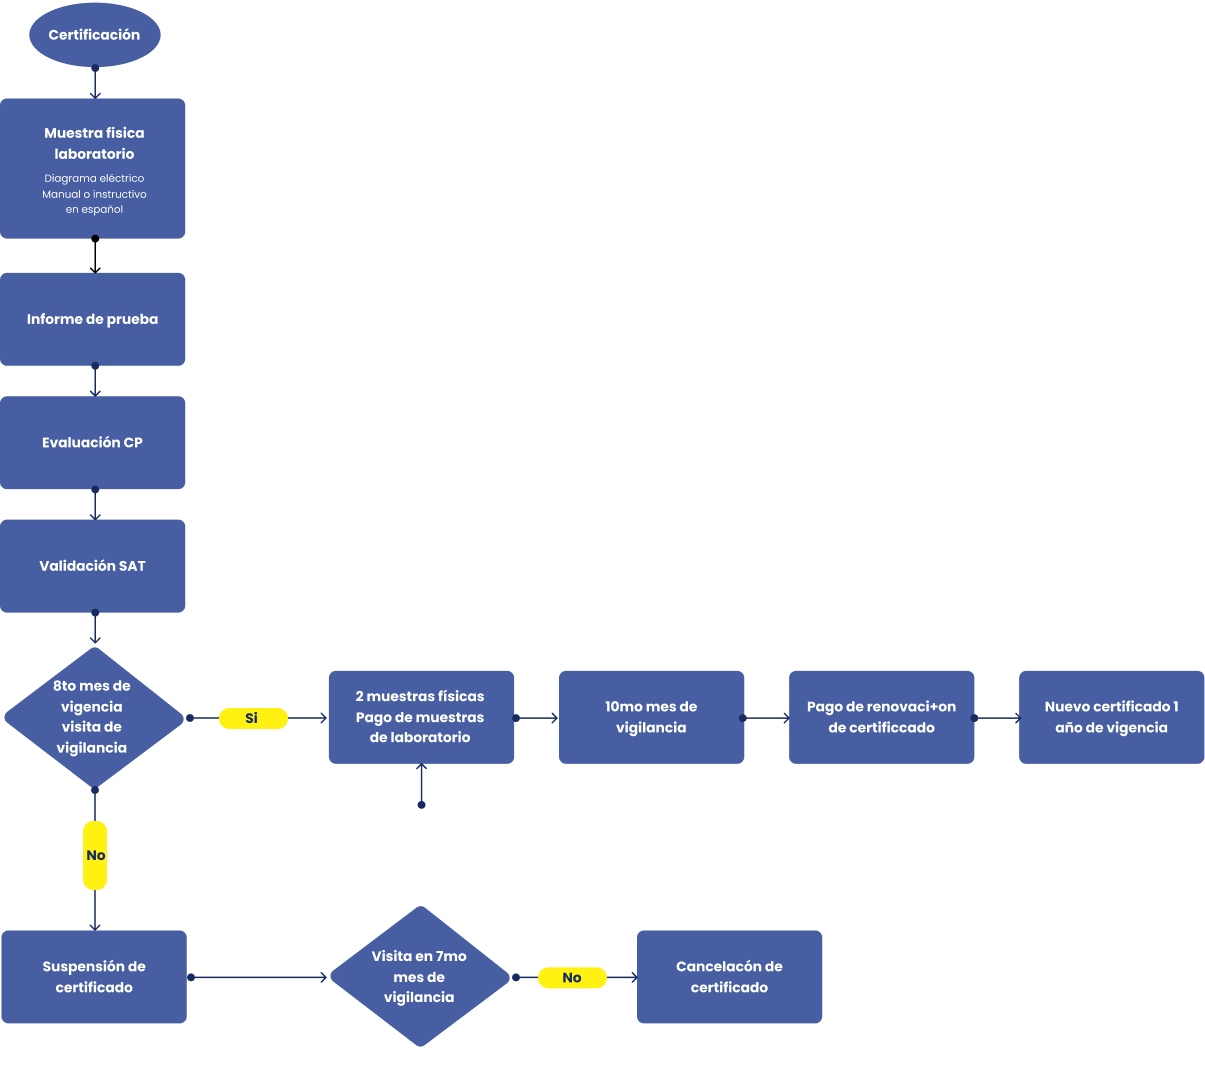 Certificación
Muestra fisica
laboratorio
Diagrama eléctrico
Manual o instructivo
en español
Informe de prueba
Evaluación CP
Validación SAT
8to mes de
vigencia
visita de
vigilancia
Si
2 muestras físicas
Pago de muestras
de laboratorio
10mo mes de
vigilancia
Pago de renovaci+on
de certificcado
Nuevo certificado 1
año de vigencia
No
Suspensión de
certificado
Visita en 7mo
mes de
vigilancia
No
Cancelacón de
certificado